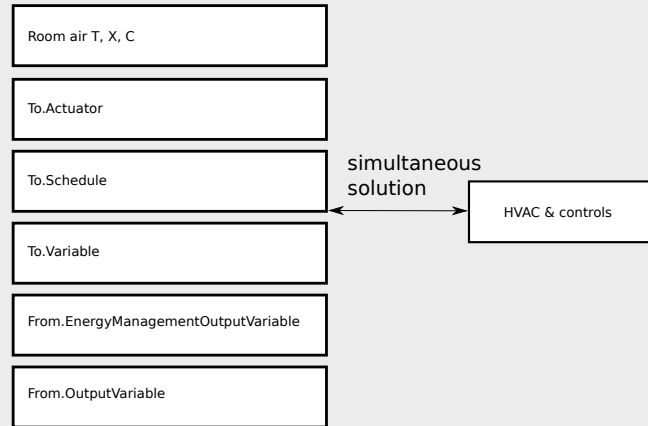 Room air T, X, C
To.Actuator
To.Schedule
simultaneous
solution
HVAC & controls
To.Variable
From.EnergyManagementOutputVariable
From.OutputVariable